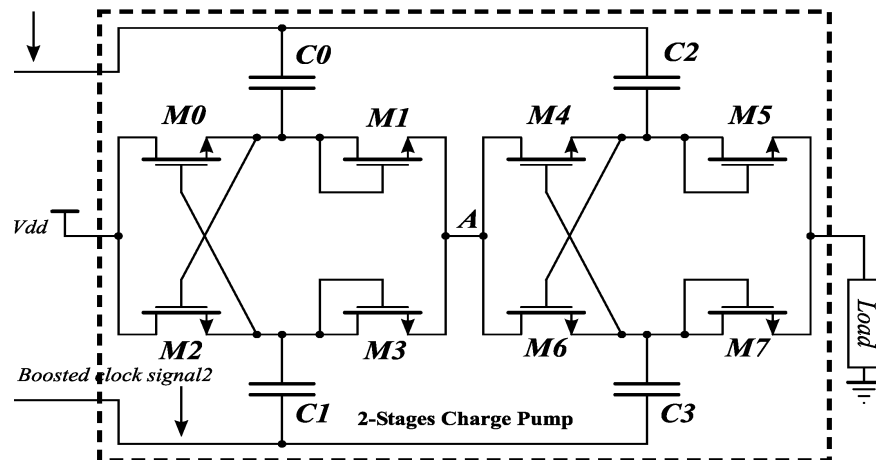 C0
C2
M0
M1
M4
M5
Vdd
A
Load
M2
M3
M6
M7
Boosted clock signal2
C1
2-Stages Charge Pump
C3